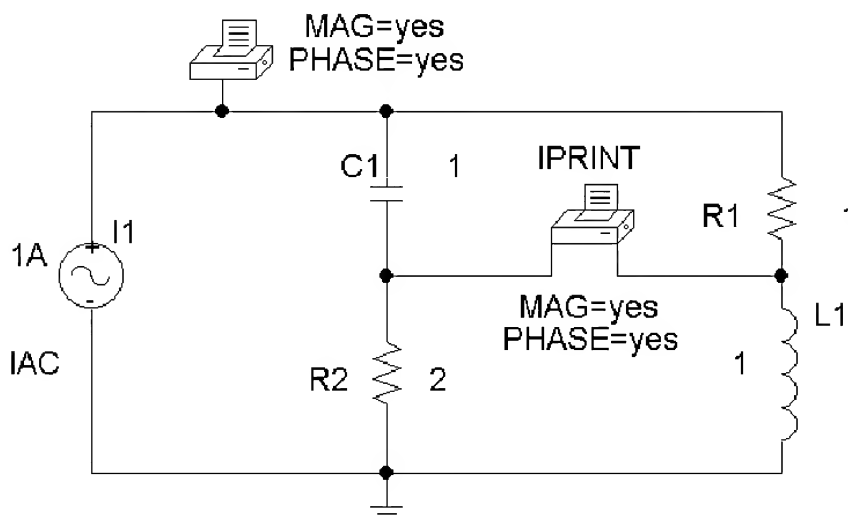 MAG=yes
PHASE=yes
C1
1
IPRINT
R1
1A
I1
MAG=yes
PHASE=yes
L1
1
IAC
R2
2